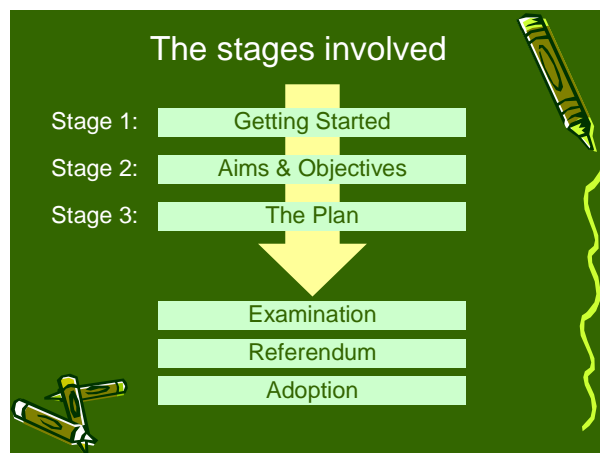 The stages involved
Stage 1: Getting Started
Stage 2: Aims & Objectives
Stage 3: The Plan
Examination
Referendum
Adoption